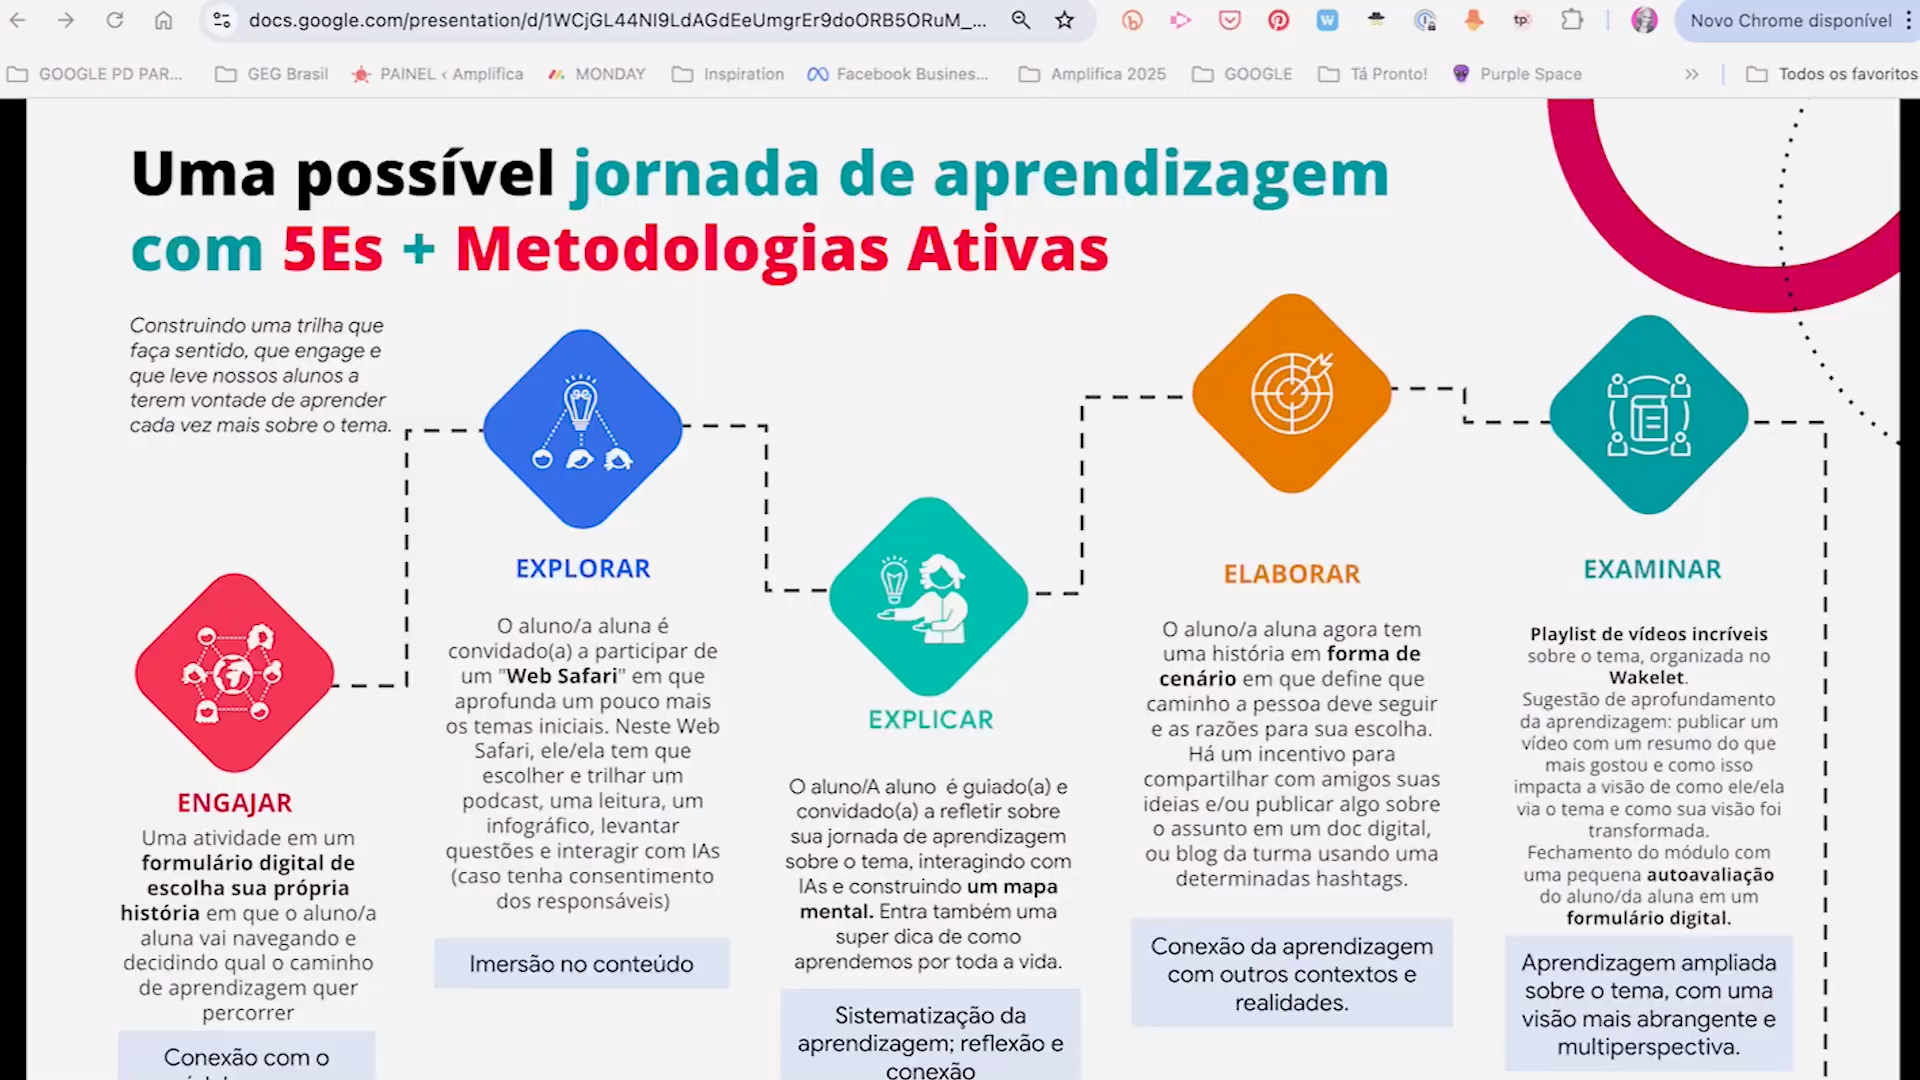 docs.google.com/presentation/d/1WCjGL44NI9LdAGdEeUmgrEr9doORB5ORuM_...
Novo Chrome disponível
GOOGLE PD PAR...
GEG Brasil
PAINEL ‹ Amplifica
MONDAY
Inspiration
Facebook Busines...
Amplifica 2025
GOOGLE
Tá Pronto!
Purple Space
Todos os favoritos
Uma possível jornada de aprendizagem
com 5Es + Metodologias Ativas
Construindo uma trilha que
faça sentido, que engage e
que leve nossos alunos a
terem vontade de aprender
cada vez mais sobre o tema.
ENGAJAR
Uma atividade em um
formulário digital de
escolha sua própria
história em que o aluno/a
aluna vai navegando e
decidindo qual o caminho
de aprendizagem quer
percorrer
Conexão com o
EXPLORAR
O aluno/a aluna é
convidado(a) a participar de
um "Web Safari" em que
aprofunda um pouco mais
os temas iniciais. Neste Web
Safari, ele/ela tem que
escolher e trilhar um
podcast, uma leitura, um
infográfico, levantar
questões e interagir com IAs
(caso tenha consentimento
dos responsáveis)
Imersão no conteúdo
EXPLICAR
O aluno/A aluno é guiado(a) e
convidado(a) a refletir sobre
sua jornada de aprendizagem
sobre o tema, interagindo com
IAs e construindo um mapa
mental. Entra também uma
super dica de como
aprendemos por toda a vida.
Sistematização da
aprendizagem; reflexão e
conexão
ELABORAR
O aluno/a aluna agora tem
uma história em forma de
cenário em que define que
caminho a pessoa deve seguir
e as razões para sua escolha.
Há um incentivo para
compartilhar com amigos suas
ideias e/ou publicar algo sobre
o assunto em um doc digital,
ou blog da turma usando uma
determinadas hashtags.
Conexão da aprendizagem
com outros contextos e
realidades.
EXAMINAR
Playlist de vídeos incríveis
sobre o tema, organizada no
Wakelet.
Sugestão de aprofundamento
da aprendizagem: publicar um
vídeo com um resumo do que
mais gostou e como isso
impacta a visão de como ele/ela
via o tema e como sua visão foi
transformada.
Fechamento do módulo com
uma pequena autoavaliação
do aluno/da aluna em um
formulário digital.
Aprendizagem ampliada
sobre o tema, com uma
visão mais abrangente e
multiperspectiva.